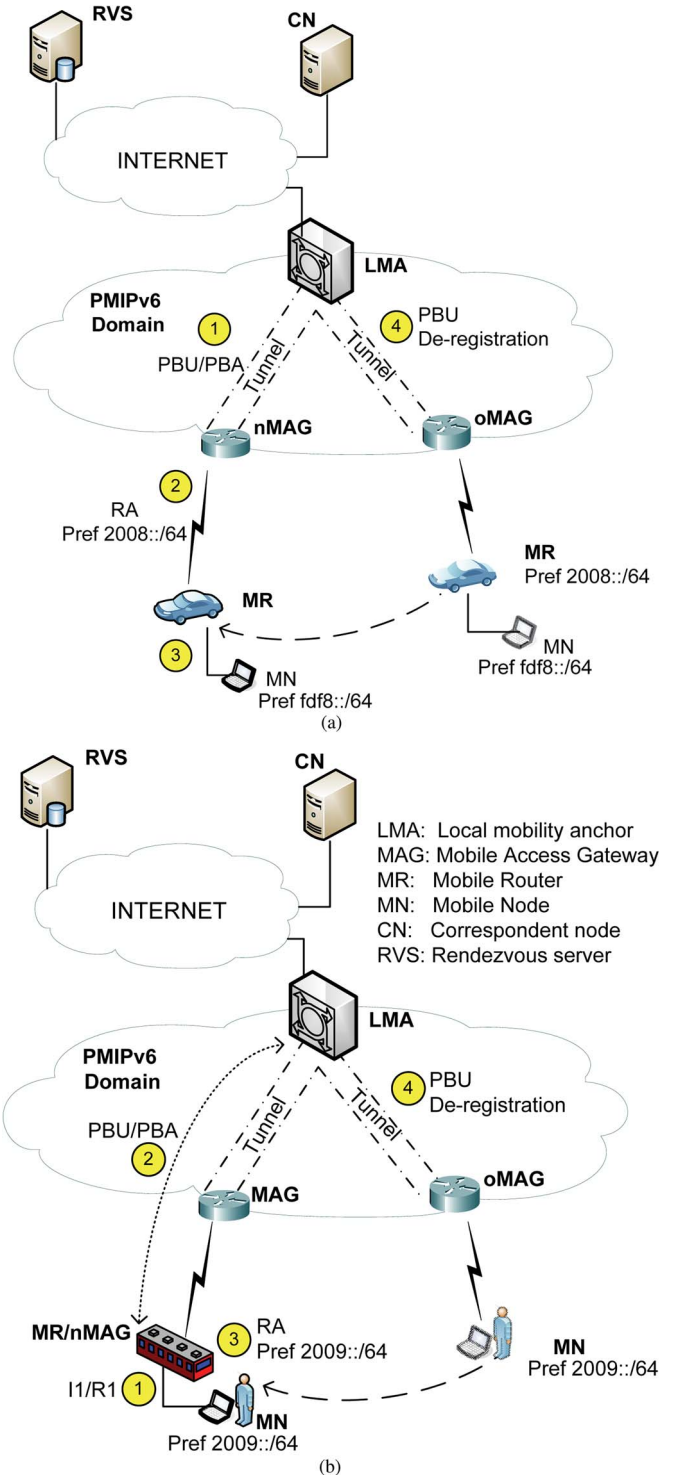 RVS
CN
INTERNET
LMA
PMIPv6
Domain
1
PBU/PBA
Tunnel
Tunnel
4
PBU
De-registration
nMAG
oMAG
2
RA
Pref 2008::/64
MR
Pref 2008::/64
MR
3
MN
Pref fdf8::/64
MN
Pref fdf8::/64
(a)
RVS
CN
LMA: Local mobility anchor
MAG: Mobile Access Gateway
MR: Mobile Router
MN: Mobile Node
CN: Correspondent node
RVS: Rendezvous server
INTERNET
LMA
PMIPv6
Domain
4
PBU
De-registration
PBU/PBA
2
Tunnel
Tunnel
MAG
oMAG
MR/nMAG
3
RA
Pref 2009::/64
I1/R1
1
MN
Pref 2009::/64
MN
Pref 2009::/64
(b)